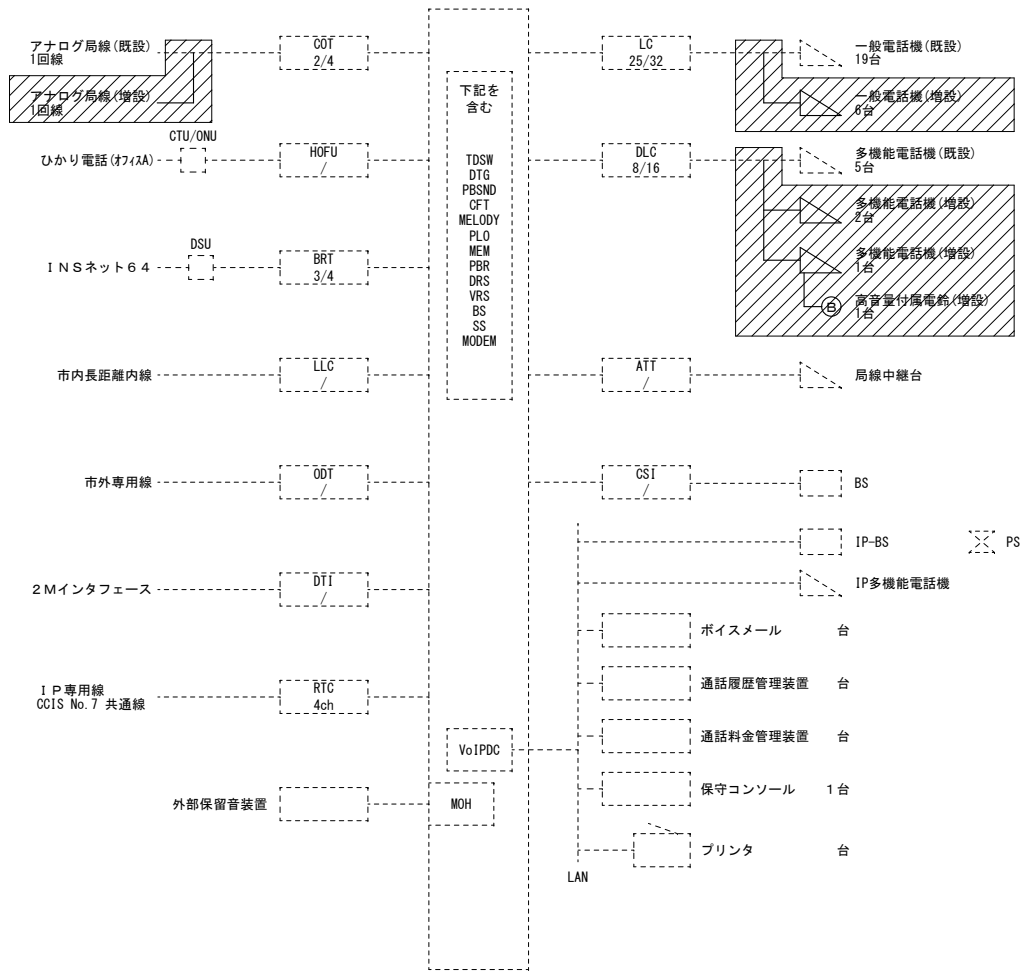 アナログ局線(既設)
1回線
アナログ局線(増設)
1回線
COT
2/4
CTU/ONU
ひかり電話(ｵﾌｨｽA)
HOFU
/
DSU
ＩＮＳネット６４
BRT
3/4
市内長距離内線
LLC
/
市外専用線
ODT
/
２Ｍインタフェース
DTI
/
ＩＰ専用線
CCIS No.7 共通線
RTC
4ch
外部保留音装置
下記を
含む
TDSW
DTG
PBSND
CFT
MELODY
PLO
MEM
PBR
DRS
VRS
BS
SS
MODEM
VoIPDC
MOH
LC
25/32
一般電話機(既設)
19台
一般電話機(増設)
6台
DLC
8/16
多機能電話機(既設)
5台
多機能電話機(増設)
2台
多機能電話機(増設)
1台
B
高音量付属電鈴(増設)
1台
ATT
/
局線中継台
CSI
/
BS
IP-BS
PS
IP多機能電話機
ボイスメール 台
通話履歴管理装置 台
通話料金管理装置 台
保守コンソール １台
プリンタ 台
LAN